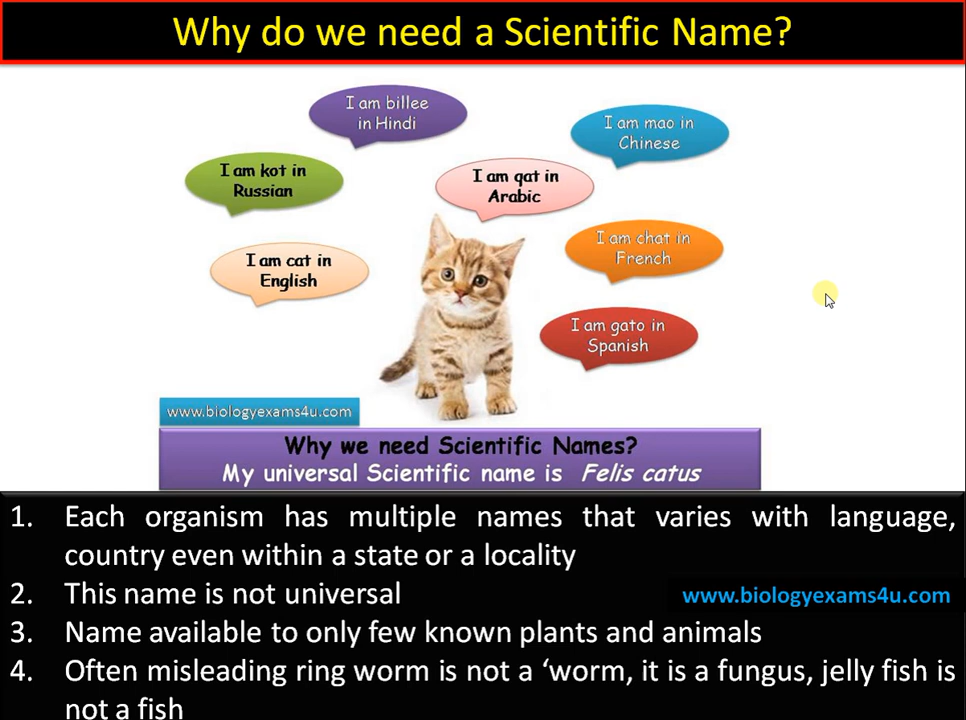 Why do we need a Scientific Name?
I am billee
in Hindi
I am mao in
Chinese
I am kot in
Russian
I am qat in
Arabic
I am chat in
French
I am cat in
English
I am gato in
Spanish
www.biologyexams4u.com
Why we need Scientific Names?
My universal Scientific name is Felis catus
1. Each organism has multiple names that varies with language,
country even within a state or a locality
2. This name is not universal
www.biologyexams4u.com
3. Name available to only few known plants and animals
4. Often misleading ring worm is not a ‘worm, it is a fungus, jelly fish is
not a fish